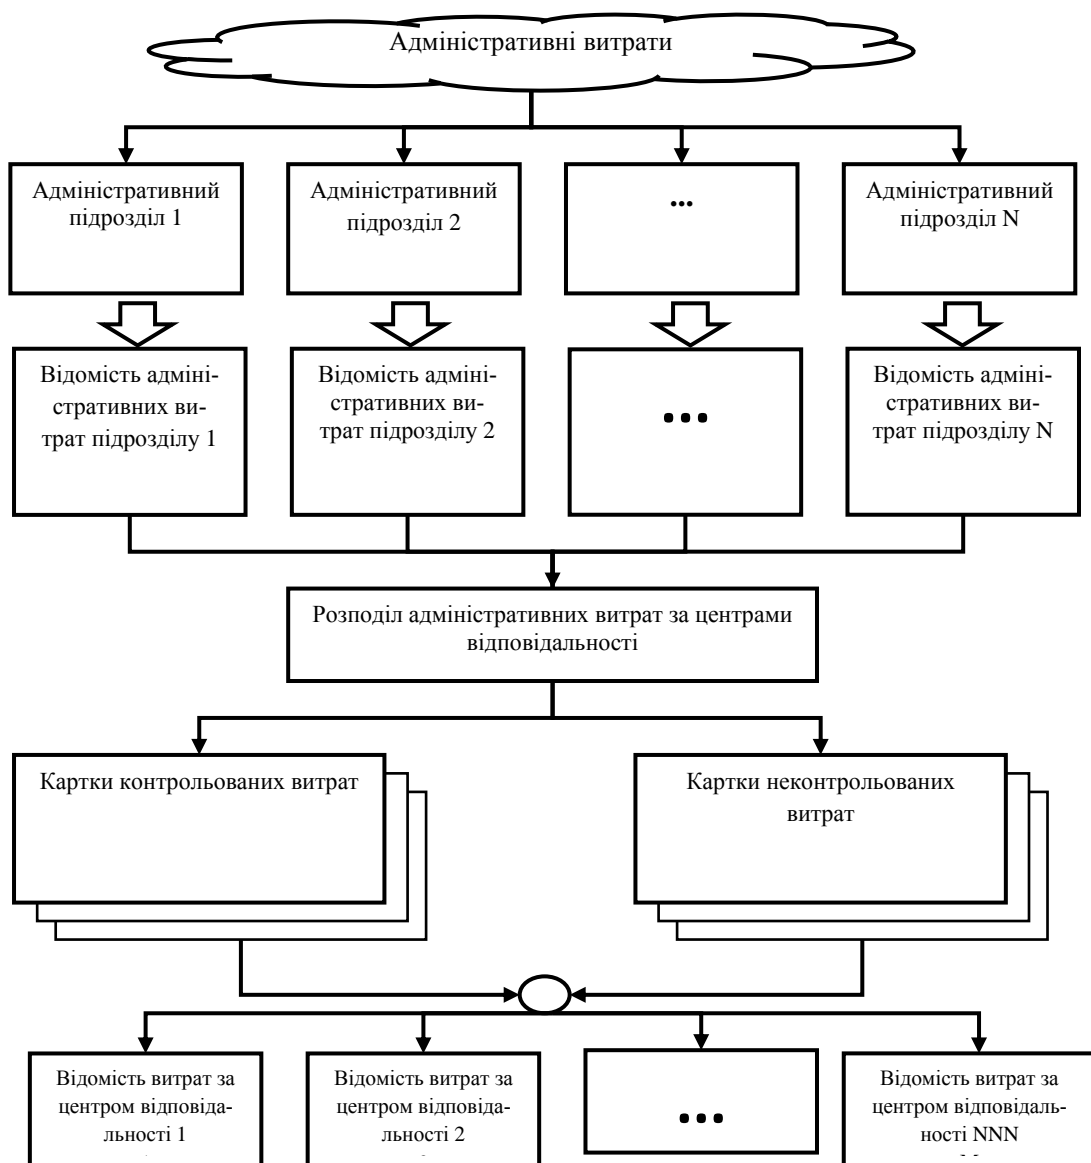 Адміністративні витрати
Адміністративний
підрозділ 1
Адміністративний
підрозділ 2
...
Адміністративний
підрозділ N
Відомість адміні-
стративних ви-
трат підрозділу 1
Відомість адміні-
стративних ви-
трат підрозділу 2
...
Відомість адміні-
стративних ви-
трат підрозділу N
Розподіл адміністративних витрат за центрами
відповідальності
Картки контрольованих витрат
Картки неконтрольованих
витрат
Відомість витрат за
центром відповіда-
льності 1
Відомість витрат за
центром відповіда-
льності 2
...
Відомість витрат за
центром відповідаль-
ності NNN